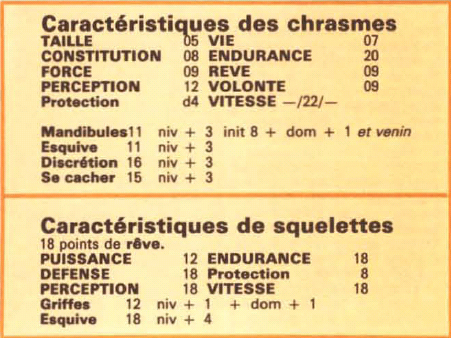 Caractéristiques des chrasmes
TAILLE 05 VIE 07
CONSTITUTION 08 ENDURANCE 20
FORCE 09 REVE 09
PERCEPTION 12 VOLONTE 09
Protection d4 VITESSE —/22/—
Mandibules11 niv + 3 init 8 + dom + 1 et venin
Esquive 11 niv + 3
Discrétion 16 niv + 3
Se cacher 15 niv + 3
Caractéristiques de squelettes
18 points de rêve.
PUISSANCE 12 ENDURANCE 18
DEFENSE 18 Protection 8
PERCEPTION 18 VITESSE 18
Griffes 12 niv + 1 + dom + 1
Esquive 18 niv + 4